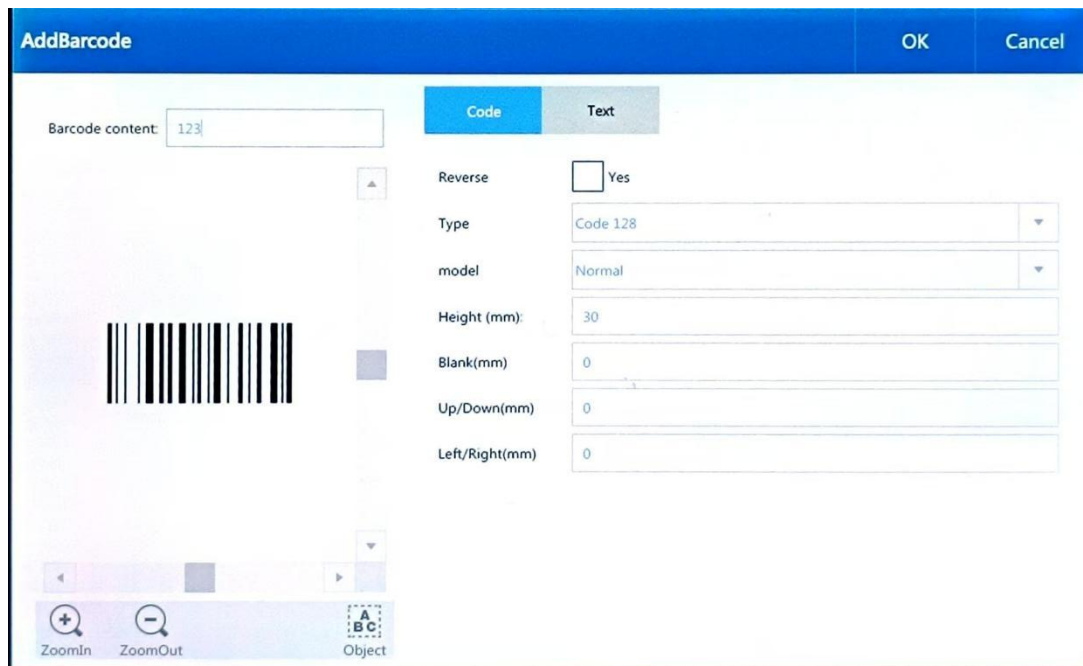 AddBarcode
OK
Cancel
Barcode content:
123
Code
Text
Reverse
Yes
Type
Code 128
model
Normal
Height (mm):
30
Blank(mm)
0
Up/Down(mm)
0
Left/Right(mm)
0
ZoomIn
ZoomOut
A
BC
Object